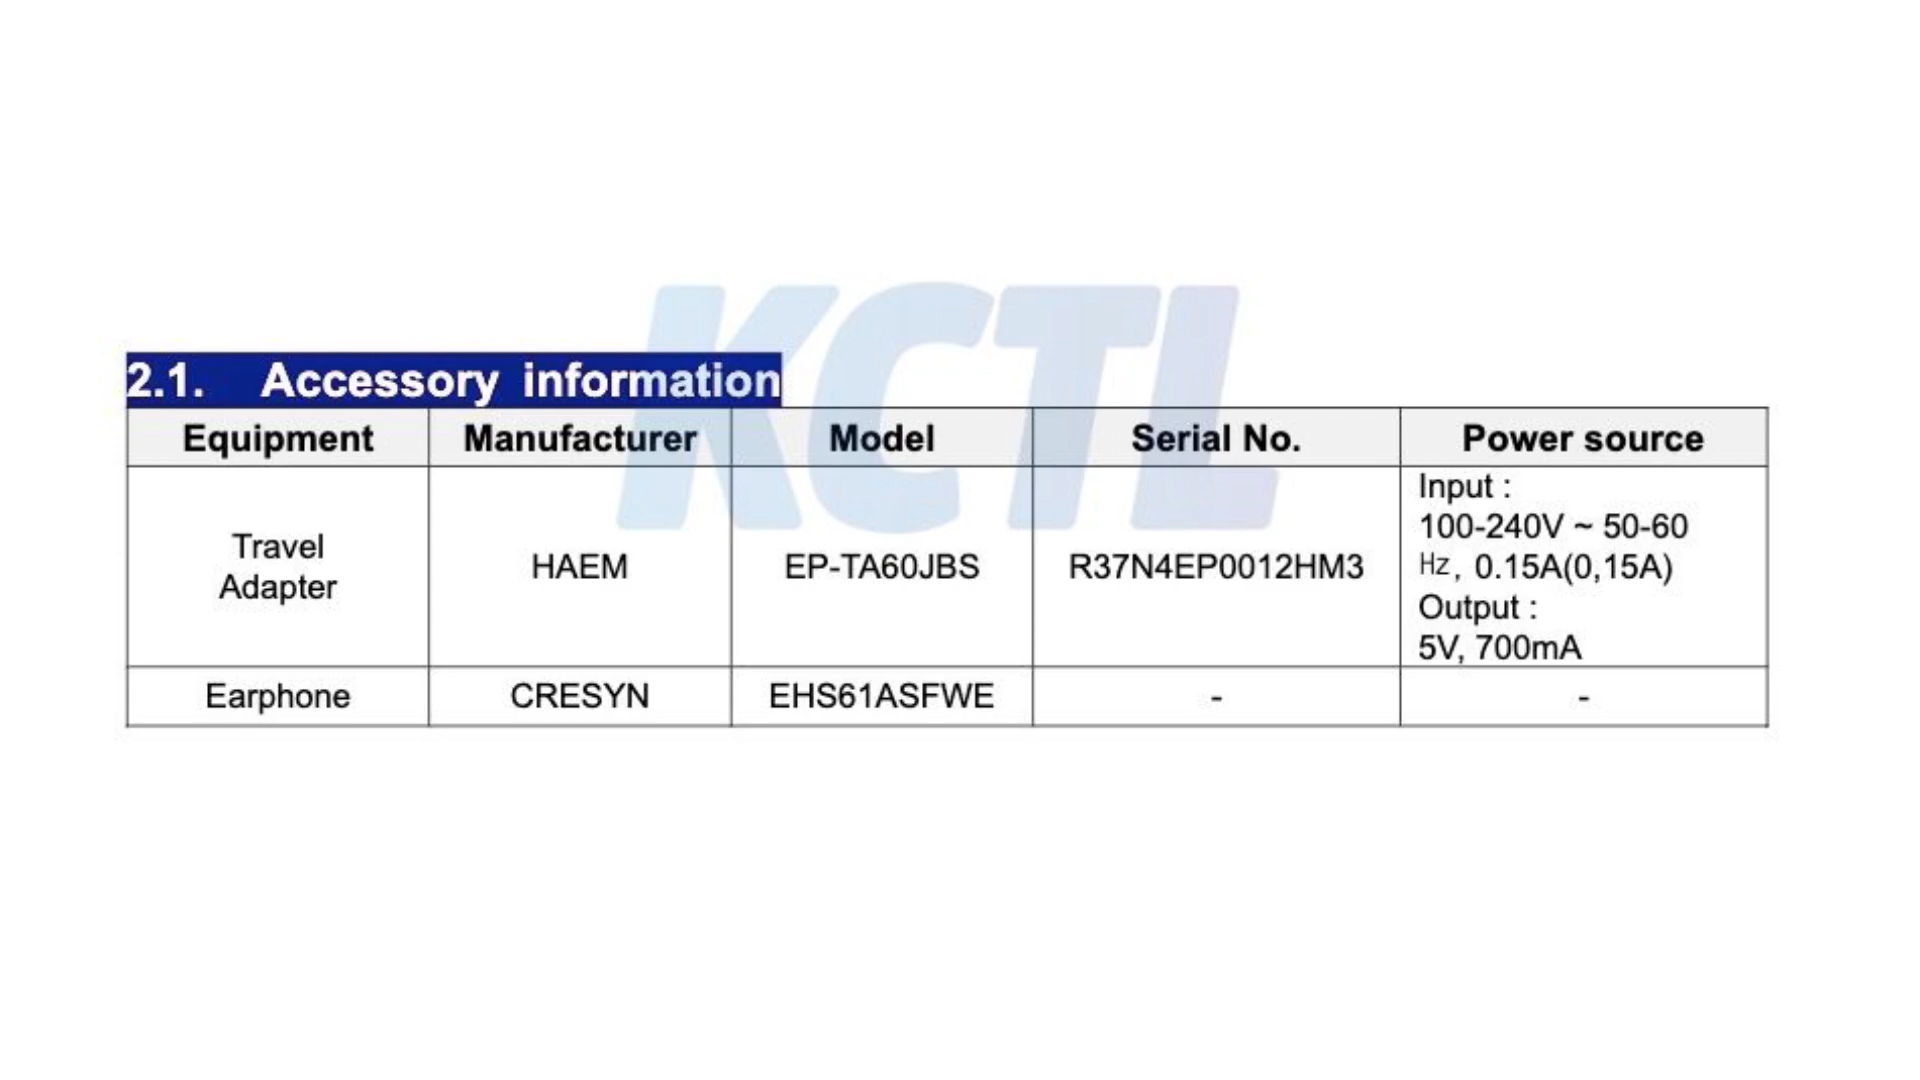 KCTL
2.1. Accessory information
Equipment Manufacturer Model Serial No. Power source
Travel
Adapter
HAEM
EP-TA60JBS
R37N4EP0012HM3
Input :
100-240V ~ 50-60
Hz, 0.15A(0,15A)
Output :
5V, 700mA
Earphone CRESYN EHS61ASFWE - -